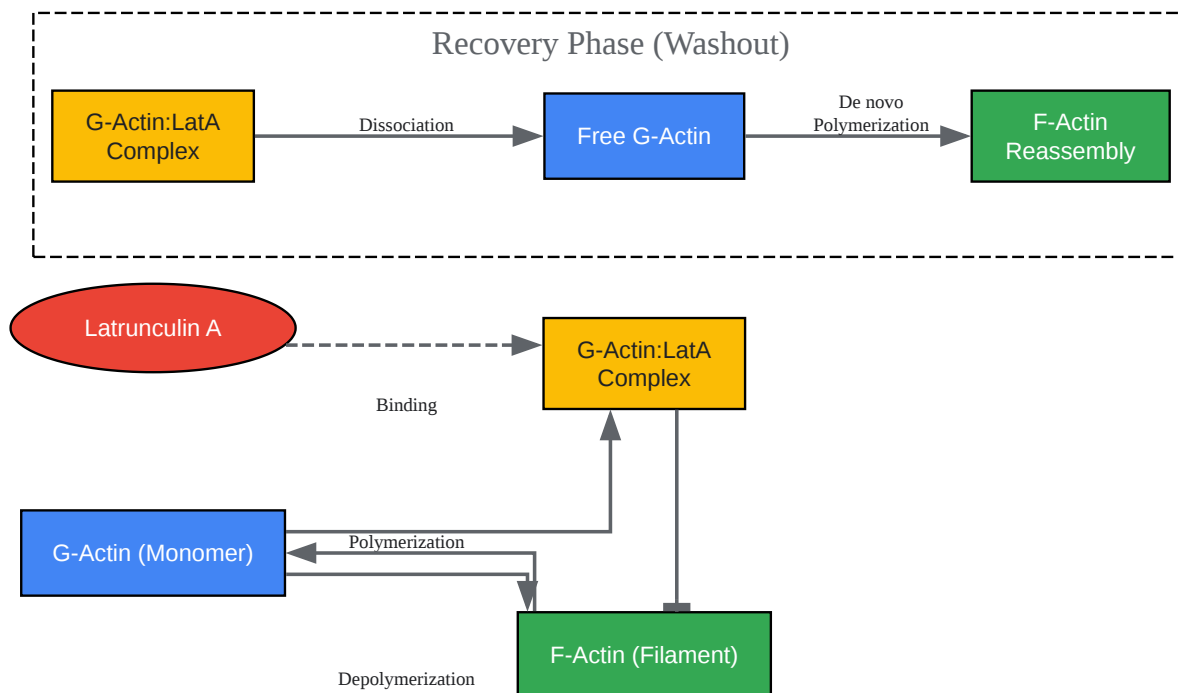 Recovery Phase (Washout)
G-Actin:LatA
Complex
Dissociation
Free G-Actin
De novo
Polymerization
F-Actin
Reassembly
Latrunculin A
G-Actin:LatA
Complex
Binding
G-Actin (Monomer)
Polymerization
F-Actin (Filament)
Depolymerization